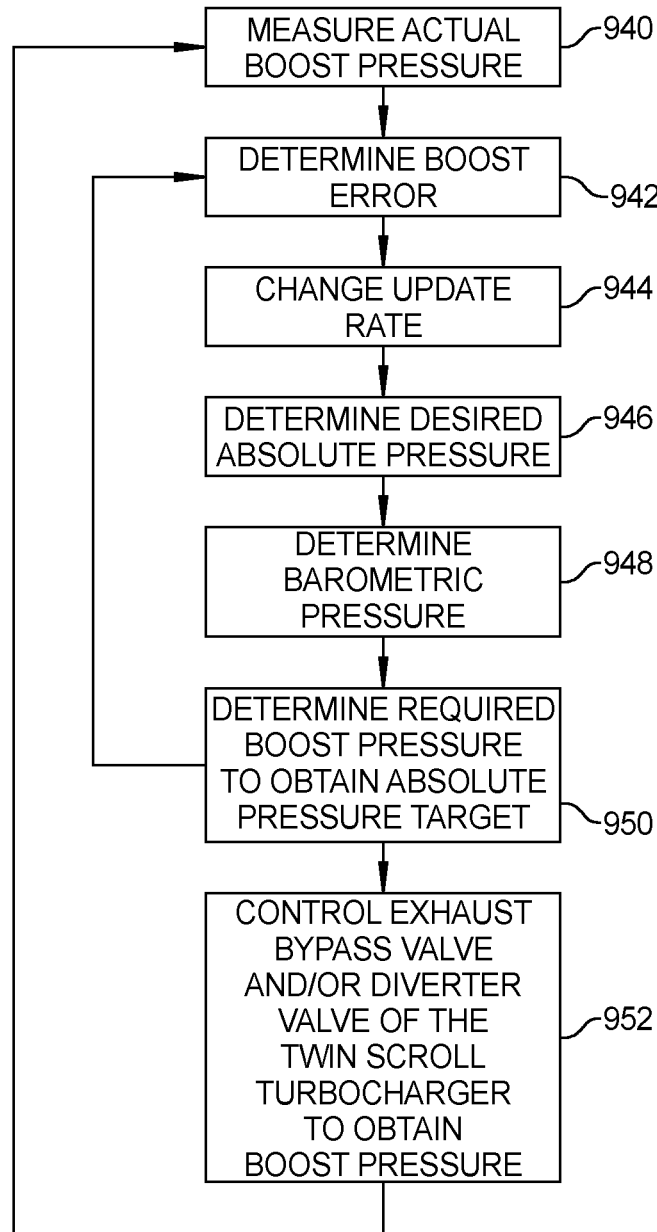 MEASURE ACTUAL
BOOST PRESSURE
940
DETERMINE BOOST
ERROR
942
CHANGE UPDATE
RATE
944
DETERMINE DESIRED
ABSOLUTE PRESSURE
946
DETERMINE
BAROMETRIC
PRESSURE
948
DETERMINE REQUIRED
BOOST PRESSURE
TO OBTAIN ABSOLUTE
PRESSURE TARGET
950
CONTROL EXHAUST
BYPASS VALVE
AND/OR DIVERTER
VALVE OF THE
TWIN SCROLL
TURBOCHARGER
TO OBTAIN
BOOST PRESSURE
952